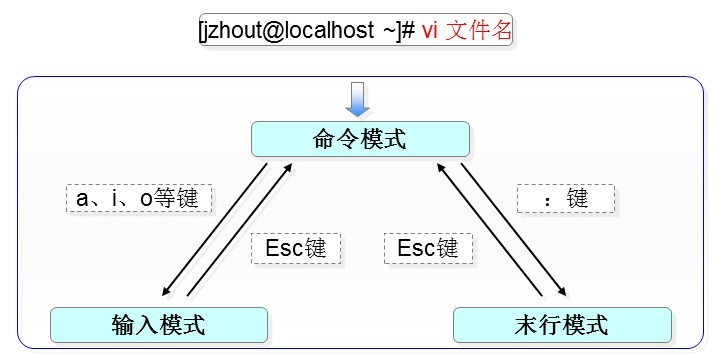 [jzhout@localhost ~]# vi 文件名
命令模式
a、i、o等键
：键
Esc键
Esc键
输入模式
末行模式